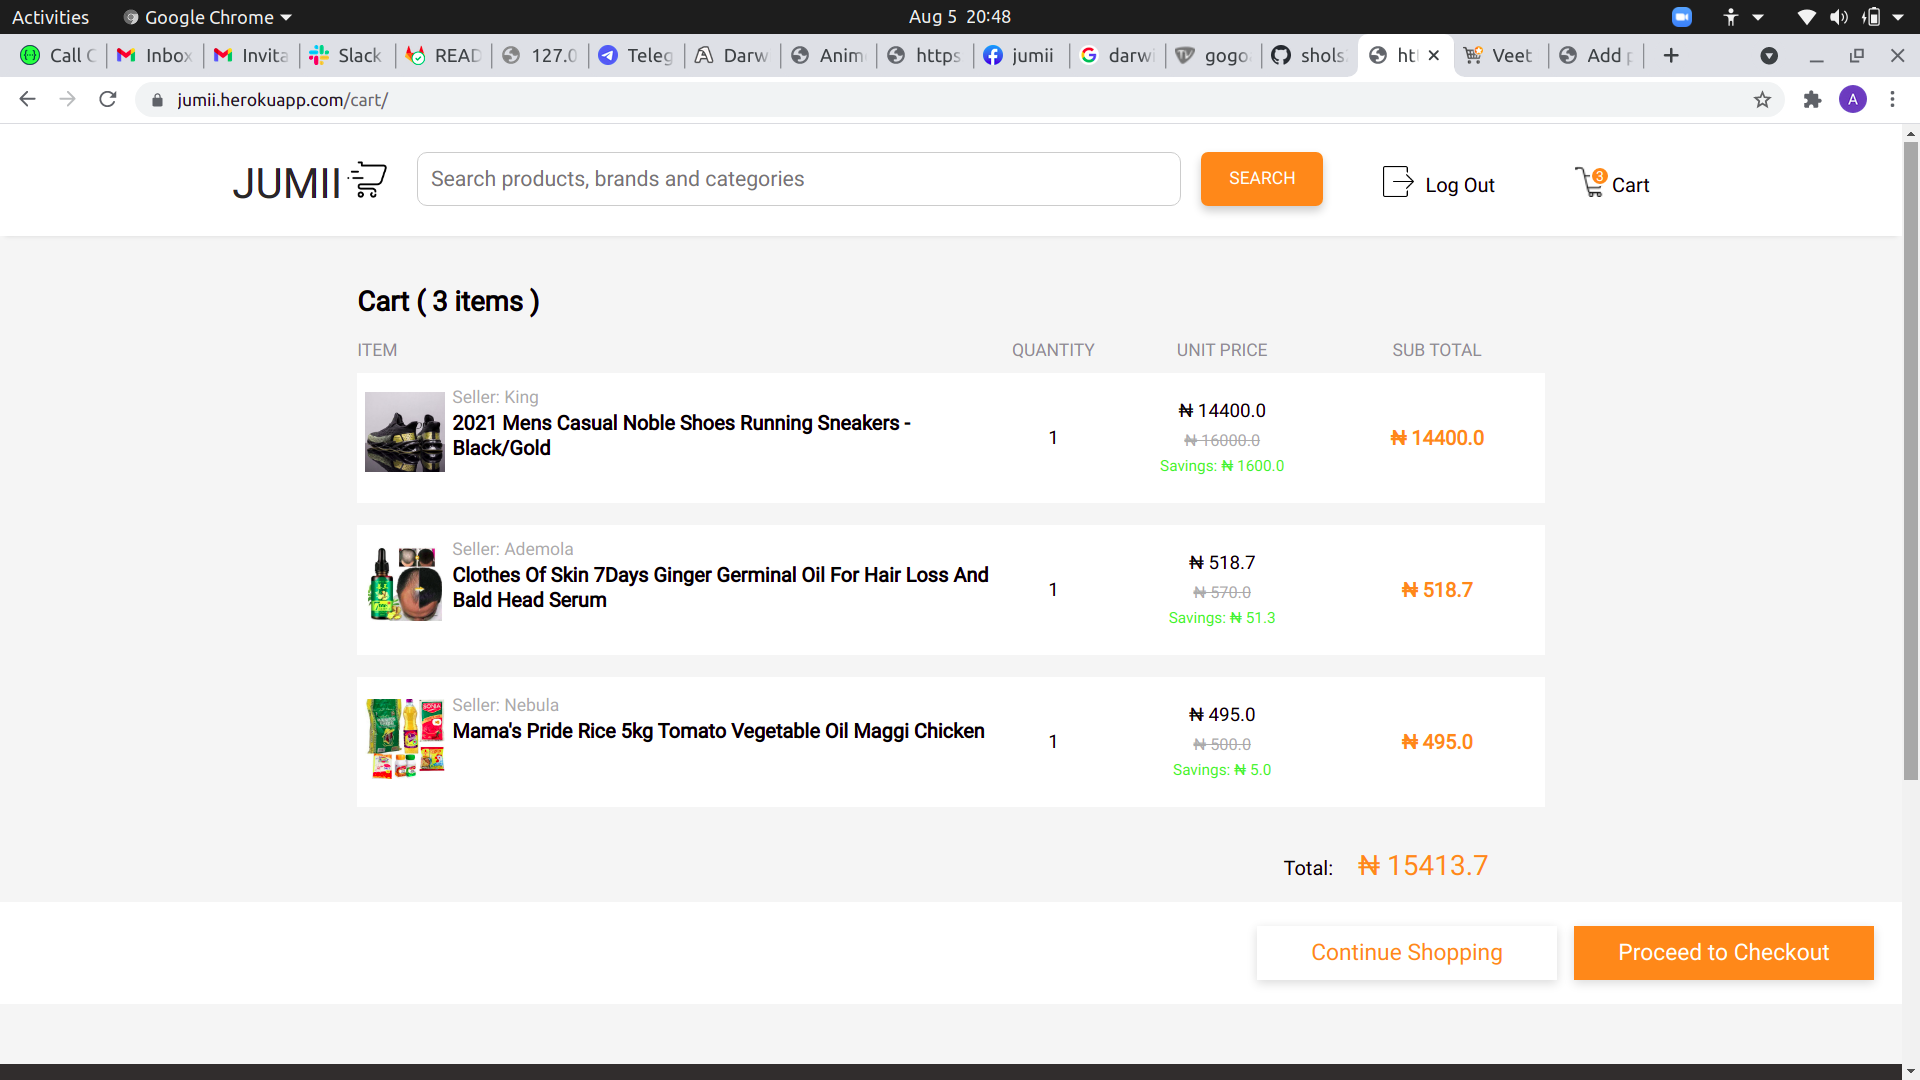 Activities
Google Chrome
Aug 5 20:48
Call C
Inbox
Invita
Slack
READ
127.0
Teleg
Darw
Anim
https
jumii
darwi
gogo
shols
htt
Veet
Add p
jumii.herokuapp.com/cart/
A
JUMII
Search products, brands and categories
SEARCH
Log Out
3
Cart
Cart ( 3 items )
ITEM
QUANTITY
UNIT PRICE
SUB TOTAL
Seller: King
2021 Mens Casual Noble Shoes Running Sneakers -
Black/Gold
1
₦ 14400.0
₦ 16000.0
Savings: ₦ 1600.0
₦ 14400.0
Seller: Ademola
Clothes Of Skin 7Days Ginger Germinal Oil For Hair Loss And
Bald Head Serum
1
₦ 518.7
₦ 570.0
Savings: ₦ 51.3
₦ 518.7
Seller: Nebula
Mama's Pride Rice 5kg Tomato Vegetable Oil Maggi Chicken
1
₦ 495.0
₦ 500.0
Savings: ₦ 5.0
₦ 495.0
Total:
₦ 15413.7
Continue Shopping
Proceed to Checkout